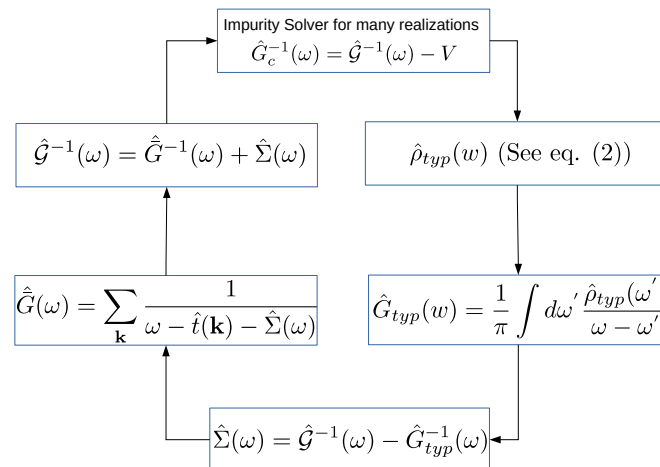 Impurity Solver for many realizations
$\hat{G}_c^{-1}(\omega) = \hat{\mathcal{G}}^{-1}(\omega) - V$
$\hat{\mathcal{G}}^{-1}(\omega) = \hat{\bar{G}}^{-1}(\omega) + \hat{\Sigma}(\omega)$
$\hat{\rho}_{typ}(w)$ (See eq. (2))
$\hat{\bar{G}}(\omega) = \sum_{\mathbf{k}} \frac{1}{\omega - \hat{t}(\mathbf{k}) - \hat{\Sigma}(\omega)}$
$\hat{G}_{typ}(w) = \frac{1}{\pi} \int d\omega' \frac{\hat{\rho}_{typ}(\omega'}{\omega - \omega'}$
$\hat{\Sigma}(\omega) = \hat{\mathcal{G}}^{-1}(\omega) - \hat{G}_{typ}^{-1}(\omega)$